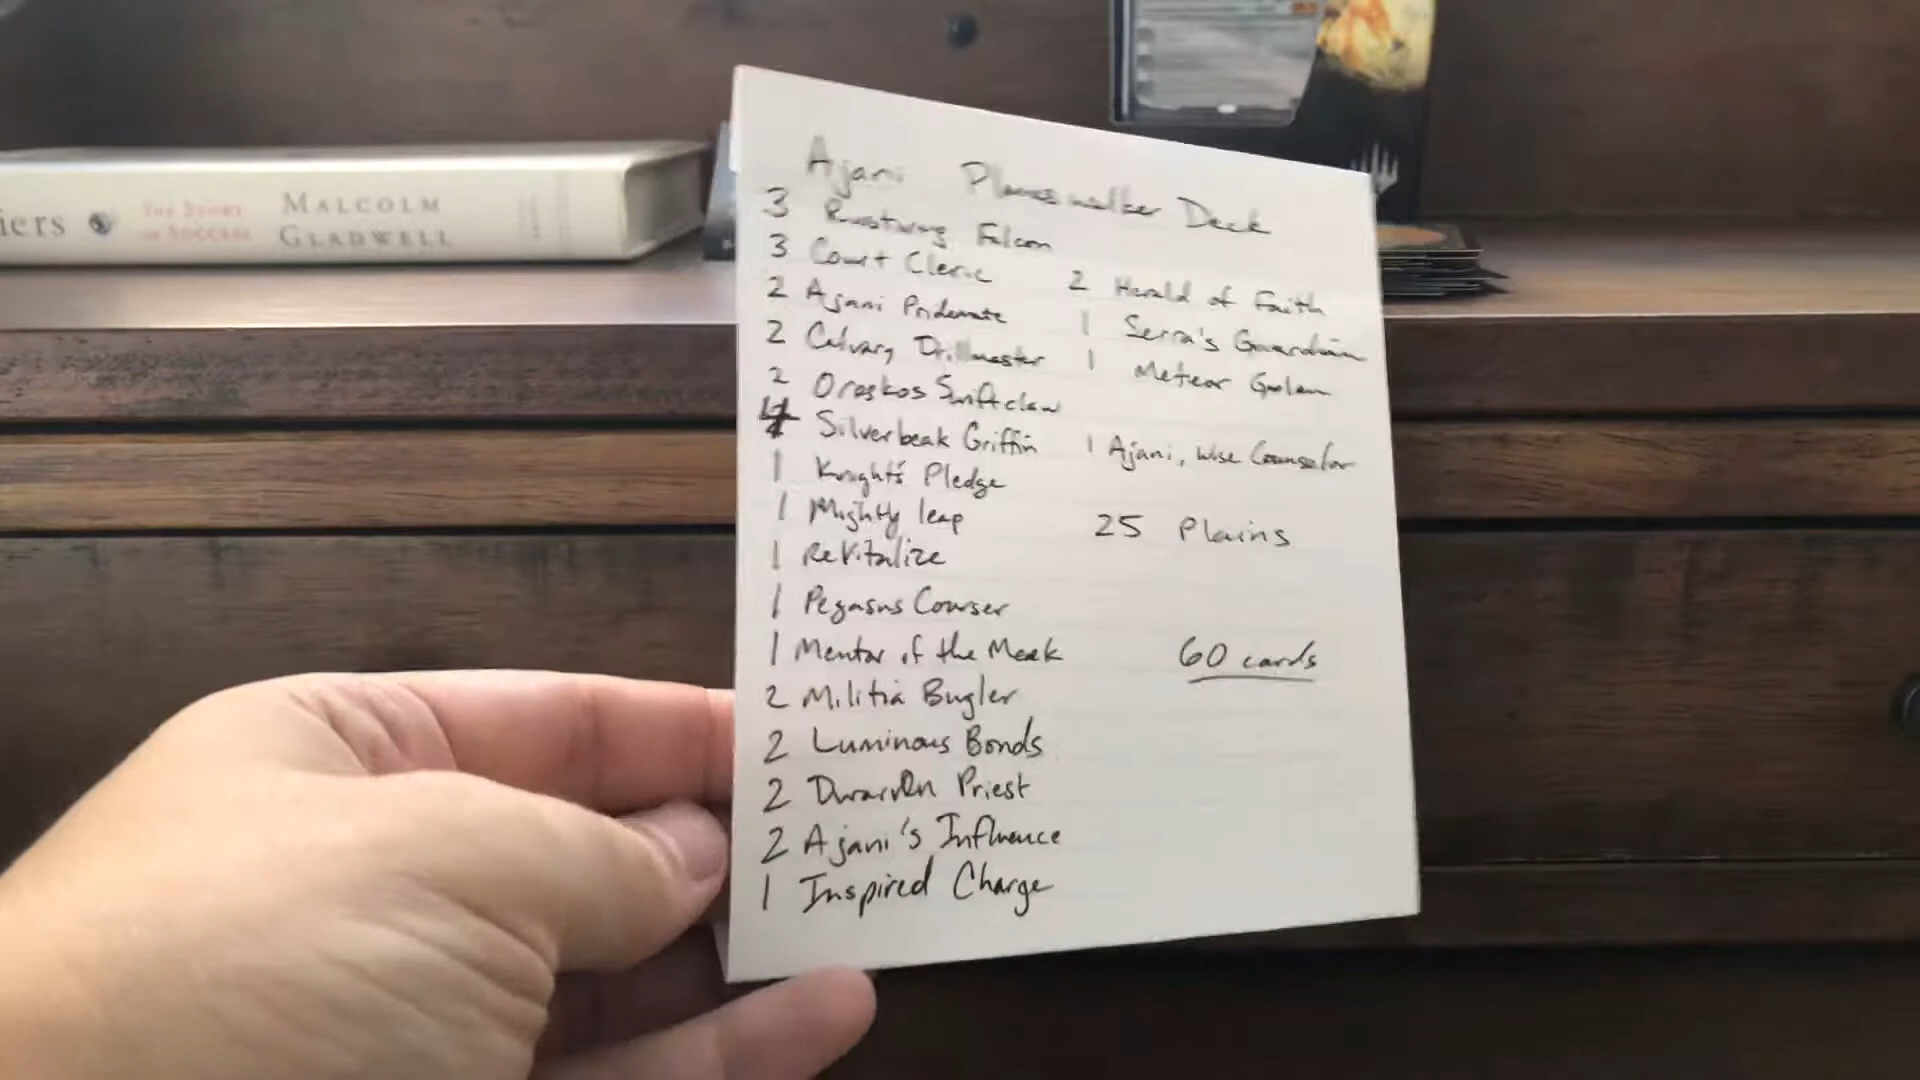 iers THE STORY OF SUCCESS MALCOLM GLADWELL
Ajani Planeswalker Deck
3 Rustwing Falcon
3 Court Cleric
2 Ajani Pridemate
2 Calvary Drillmaster
2 Oreskos Swiftclaw
4 Silverbeak Griffin
1 Knight's Pledge
1 Mightly leap
1 Revitalize
1 Pegasus Courser
1 Mentor of the Meek
2 Militia Bugler
2 Luminous Bonds
2 Dwarven Priest
2 Ajani's Influence
1 Inspired Charge
2 Herald of Faith
1 Serra's Guardian
1 Meteor Golem
1 Ajani, Wise Counselor
25 Plains
60 cards